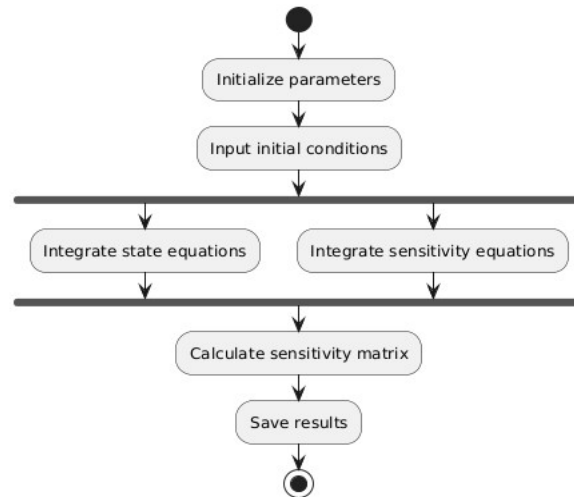 Initialize parameters
Input initial conditions
Integrate state equations
Integrate sensitivity equations
Calculate sensitivity matrix
Save results